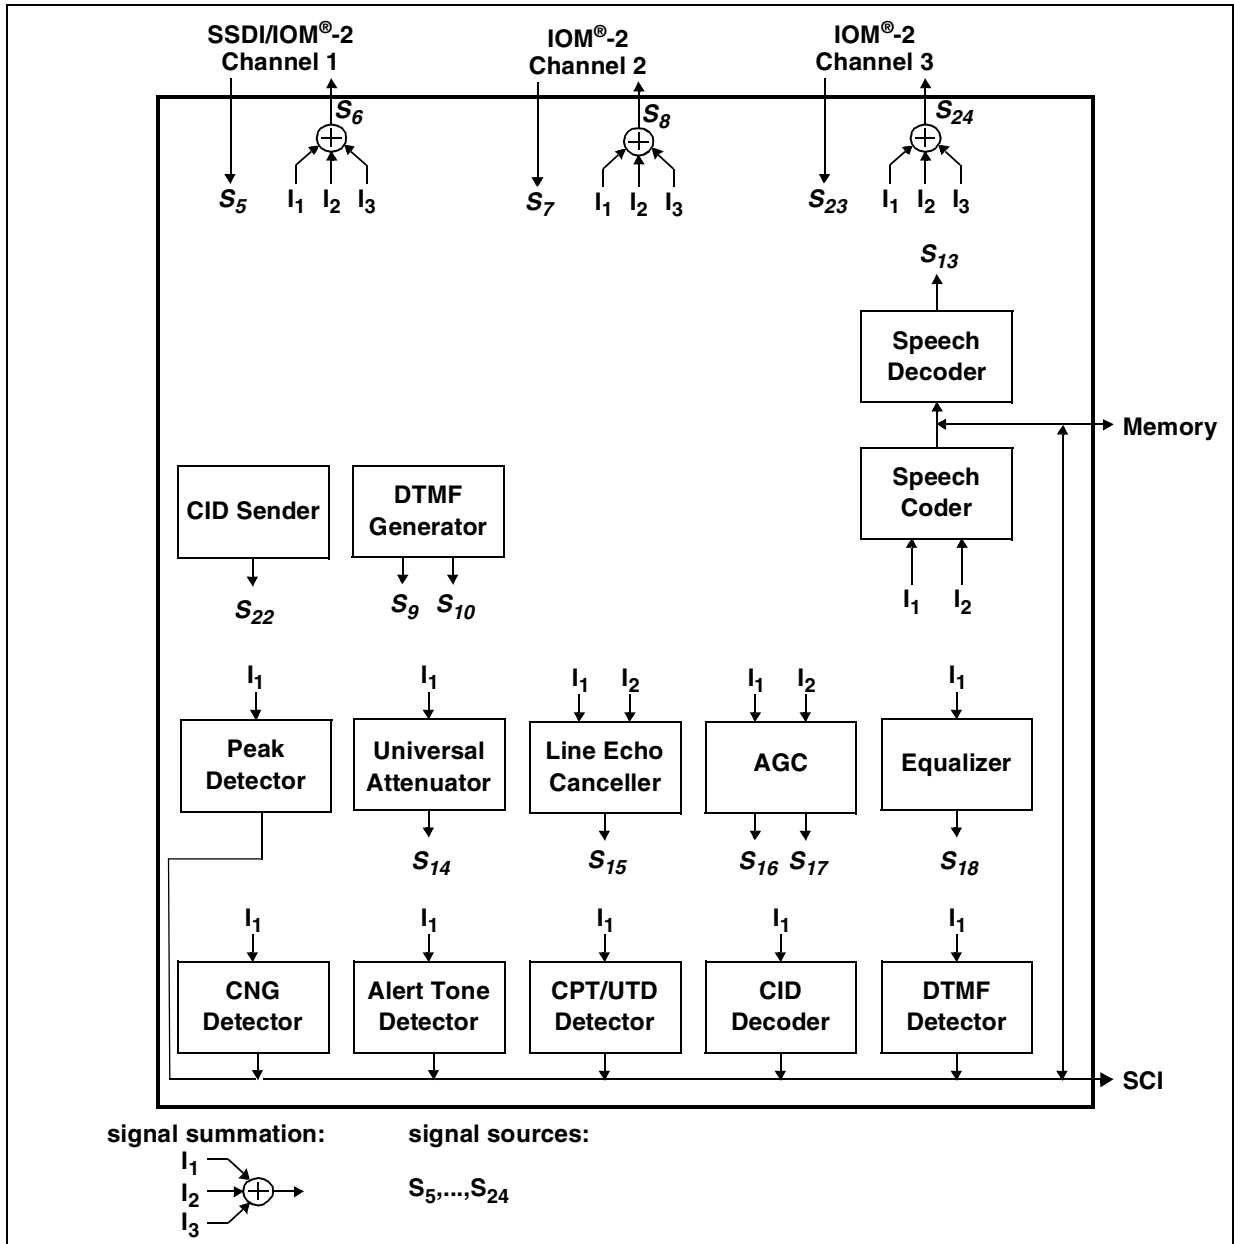 SSDI/IOM®-2
Channel 1
IOM®-2
Channel 2
IOM®-2
Channel 3
S6
S8
S24
S5
I1 I2 I3
S7
I1 I2 I3
S23
I1 I2 I3
S13
Speech
Decoder
Memory
Speech
Coder
I1 I2
CID Sender
DTMF
Generator
S22
S9 S10
I1
I1
I1 I2
I1 I2
I1
Peak
Detector
Universal
Attenuator
Line Echo
Canceller
AGC
Equalizer
S14
S15
S16 S17
S18
I1
I1
I1
I1
I1
CNG
Detector
Alert Tone
Detector
CPT/UTD
Detector
CID
Decoder
DTMF
Detector
SCI
signal summation:
I1
I2
I3
signal sources:
S5,...,S24